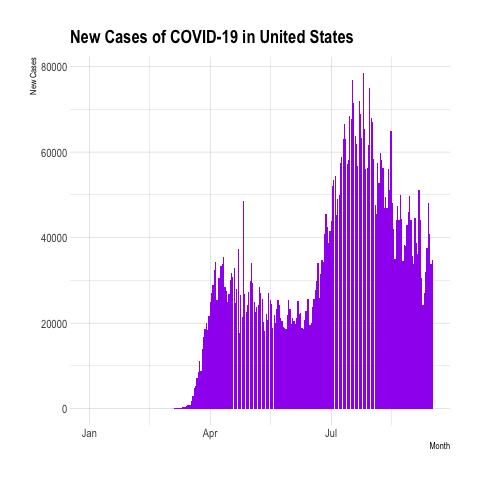 New Cases of COVID-19 in United States
New Cases
80000
60000
40000
20000
0
Jan Apr Jul
Month